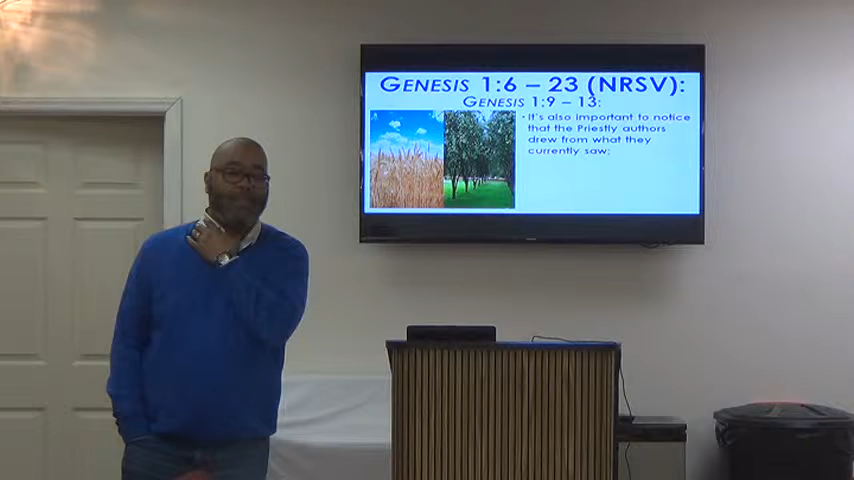 GENESIS 1:6 – 23 (NRSV):
GENESIS 1:9 – 13:
• It's also important to notice
that the Priestly authors
drew from what they
currently saw;